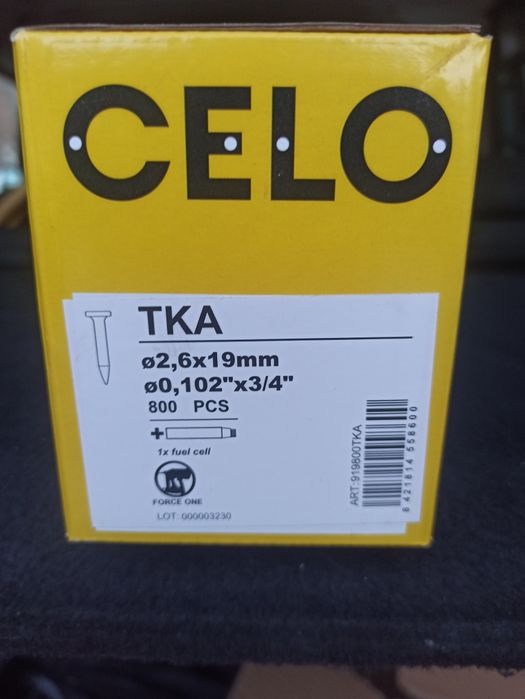 CELO
TKA
ø2,6x19mm
ø0,102"x3/4"
800 PCS
+
1x fuel cell
FORCE ONE
LOT: 000003230
ART:919800TKA
8 421814 558600